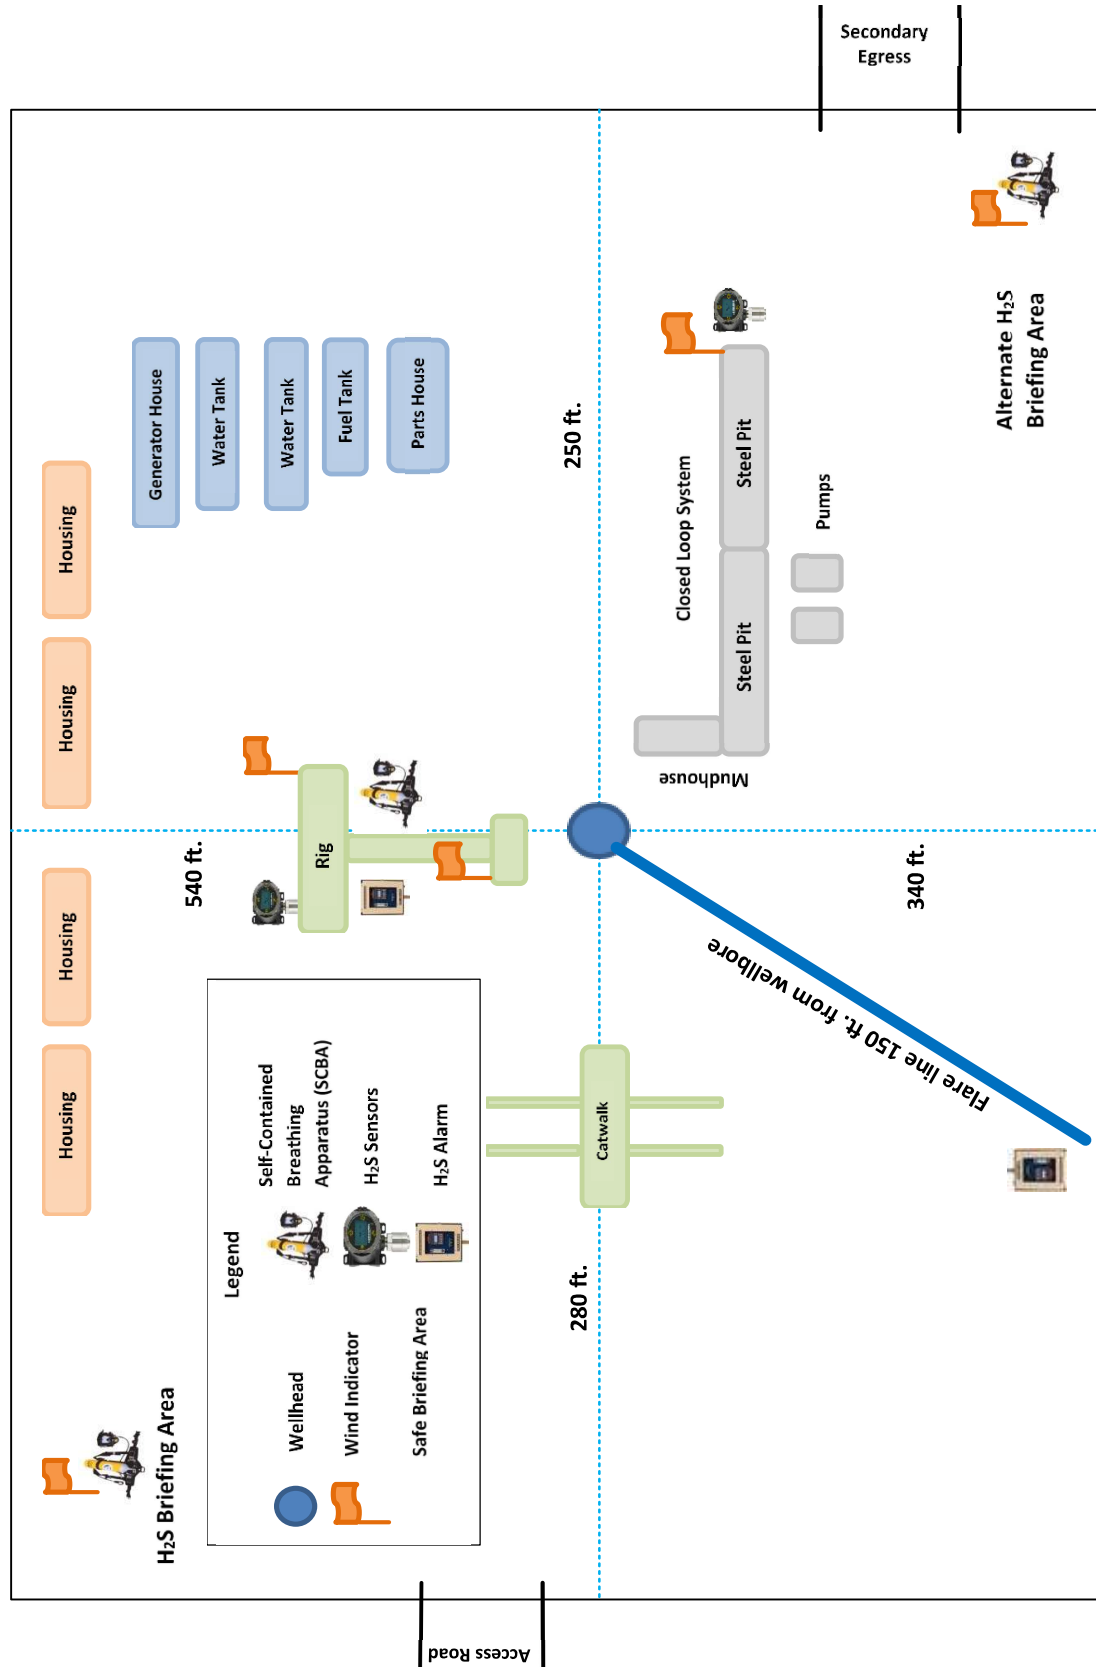 Secondary
Egress
Generator House
Water Tank
Water Tank
Fuel Tank
Parts House
Housing
Housing
Housing
Housing
250 ft.
Closed Loop System
Steel Pit
Steel Pit
Pumps
Mudhouse
Alternate H₂S
Briefing Area
540 ft.
Rig
340 ft.
Flare line 150 ft. from wellbore
Catwalk
280 ft.
Legend
Self-Contained
Breathing
Apparatus (SCBA)
H₂S Sensors
H₂S Alarm
Wellhead
Wind Indicator
Safe Briefing Area
H₂S Briefing Area
Access Road